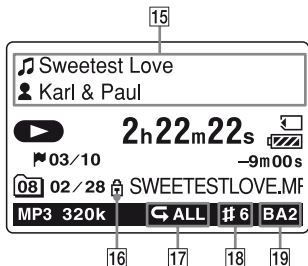 15
Sweetest Love
Karl & Paul
2h22m22s
03/10
−9m00s
08 02/28 SWEETESTLOVE.MF
MP3 320k ALL ♯6 BA2
16 17 18 19